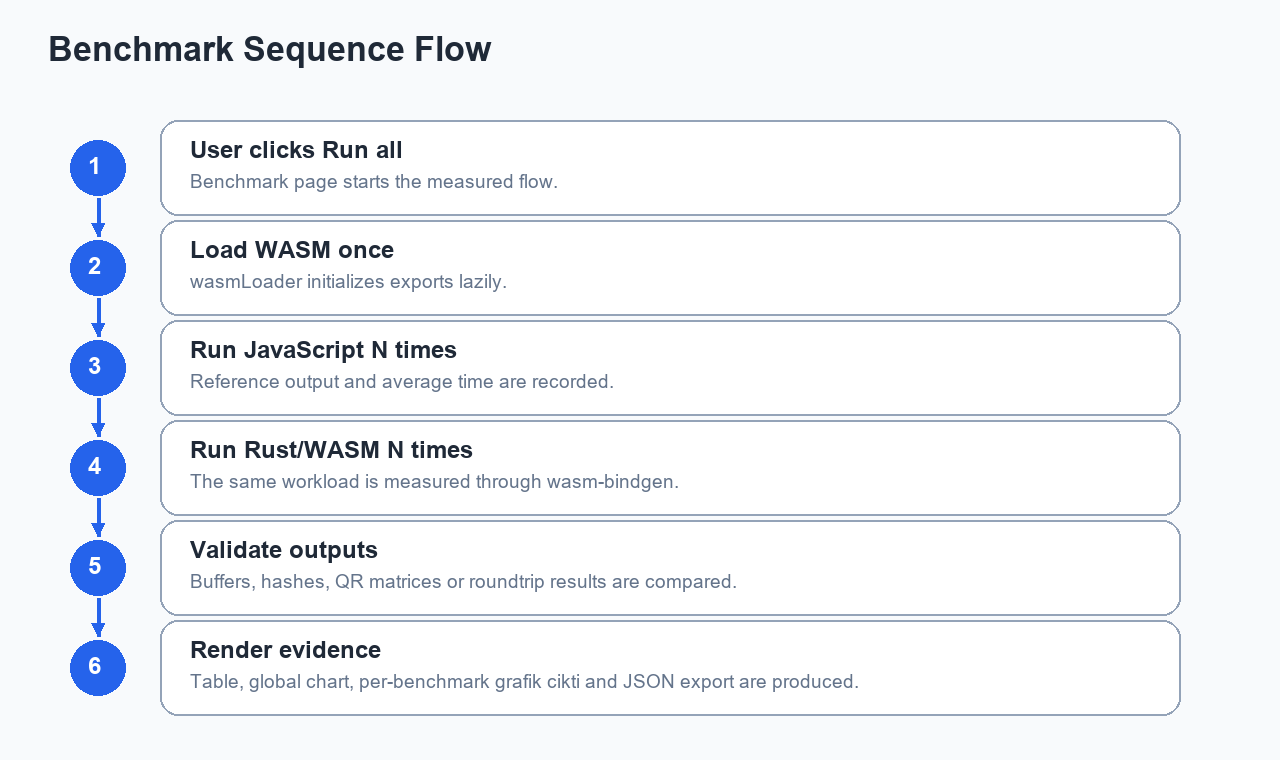 Benchmark Sequence Flow
1
User clicks Run all
Benchmark page starts the measured flow.
2
Load WASM once
wasmLoader initializes exports lazily.
3
Run JavaScript N times
Reference output and average time are recorded.
4
Run Rust/WASM N times
The same workload is measured through wasm-bindgen.
5
Validate outputs
Buffers, hashes, QR matrices or roundtrip results are compared.
6
Render evidence
Table, global chart, per-benchmark grafik cikti and JSON export are produced.